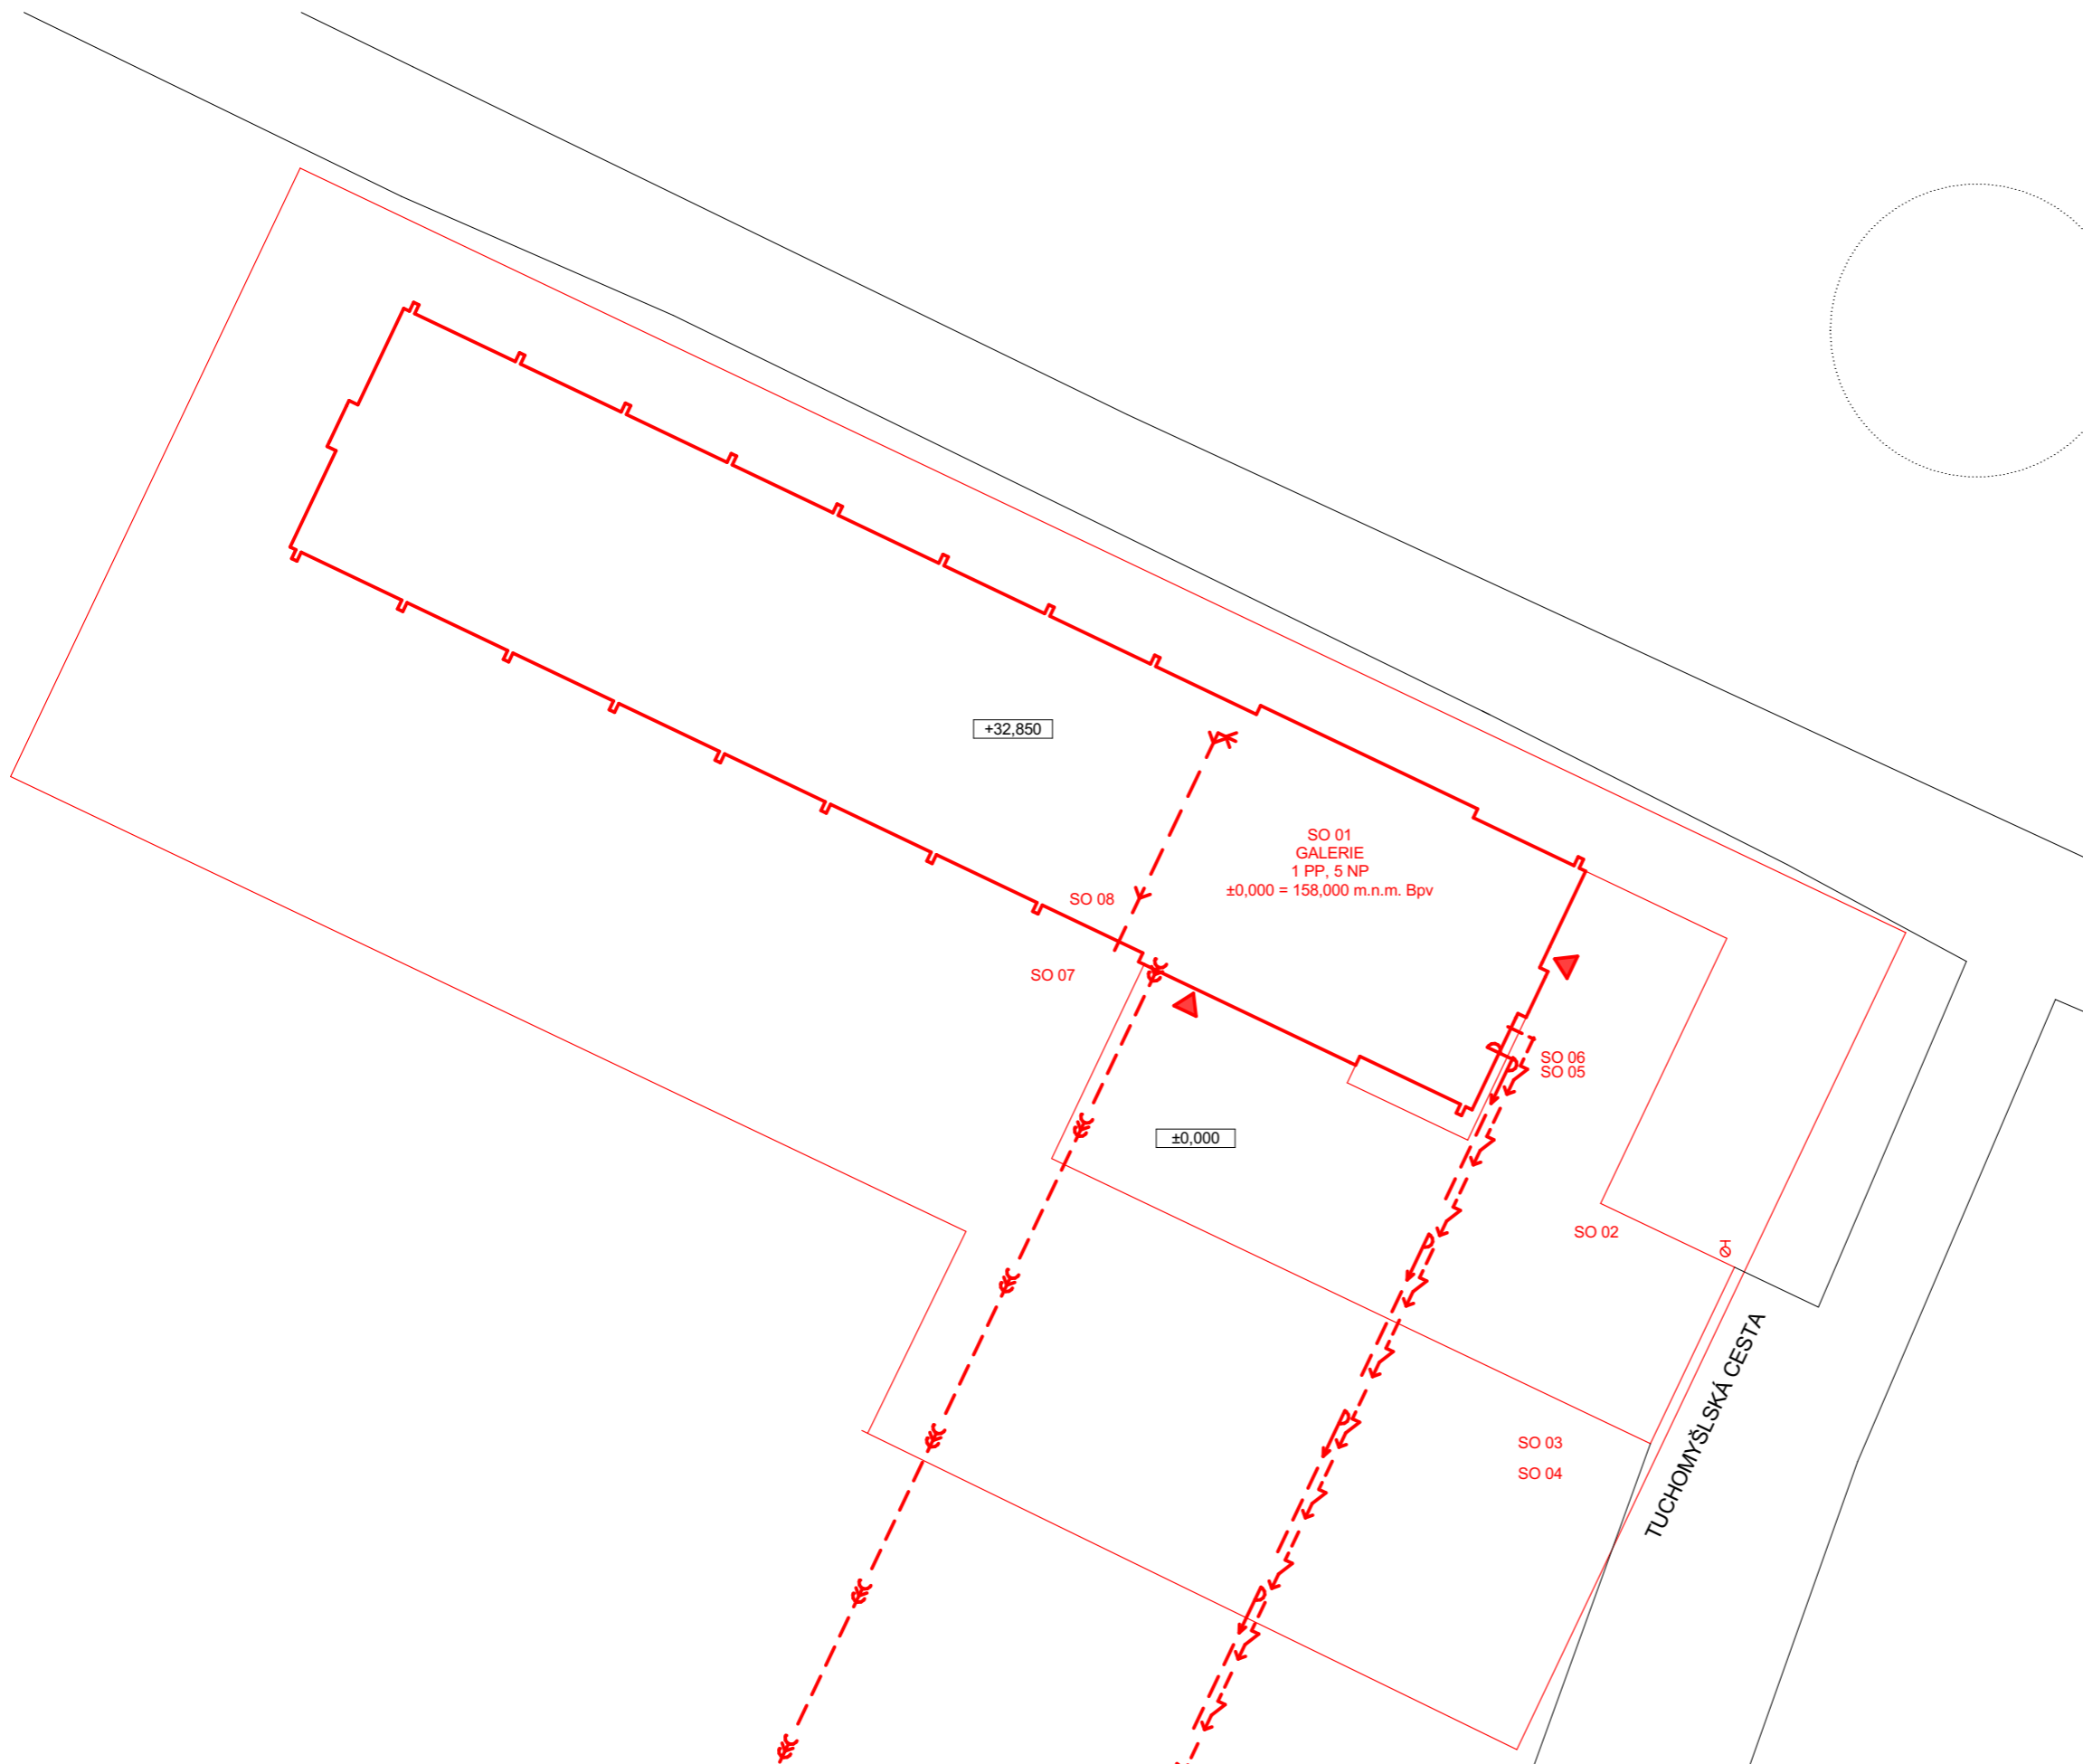 +32,850
SO 01
GALERIE
1 PP, 5 NP
±0,000 = 158,000 m.n.m. Bpv
SO 08
SO 07
SO 06
SO 05
±0,000
SO 02
SO 03
SO 04
TUCHOMYŠLSKÁ CESTA